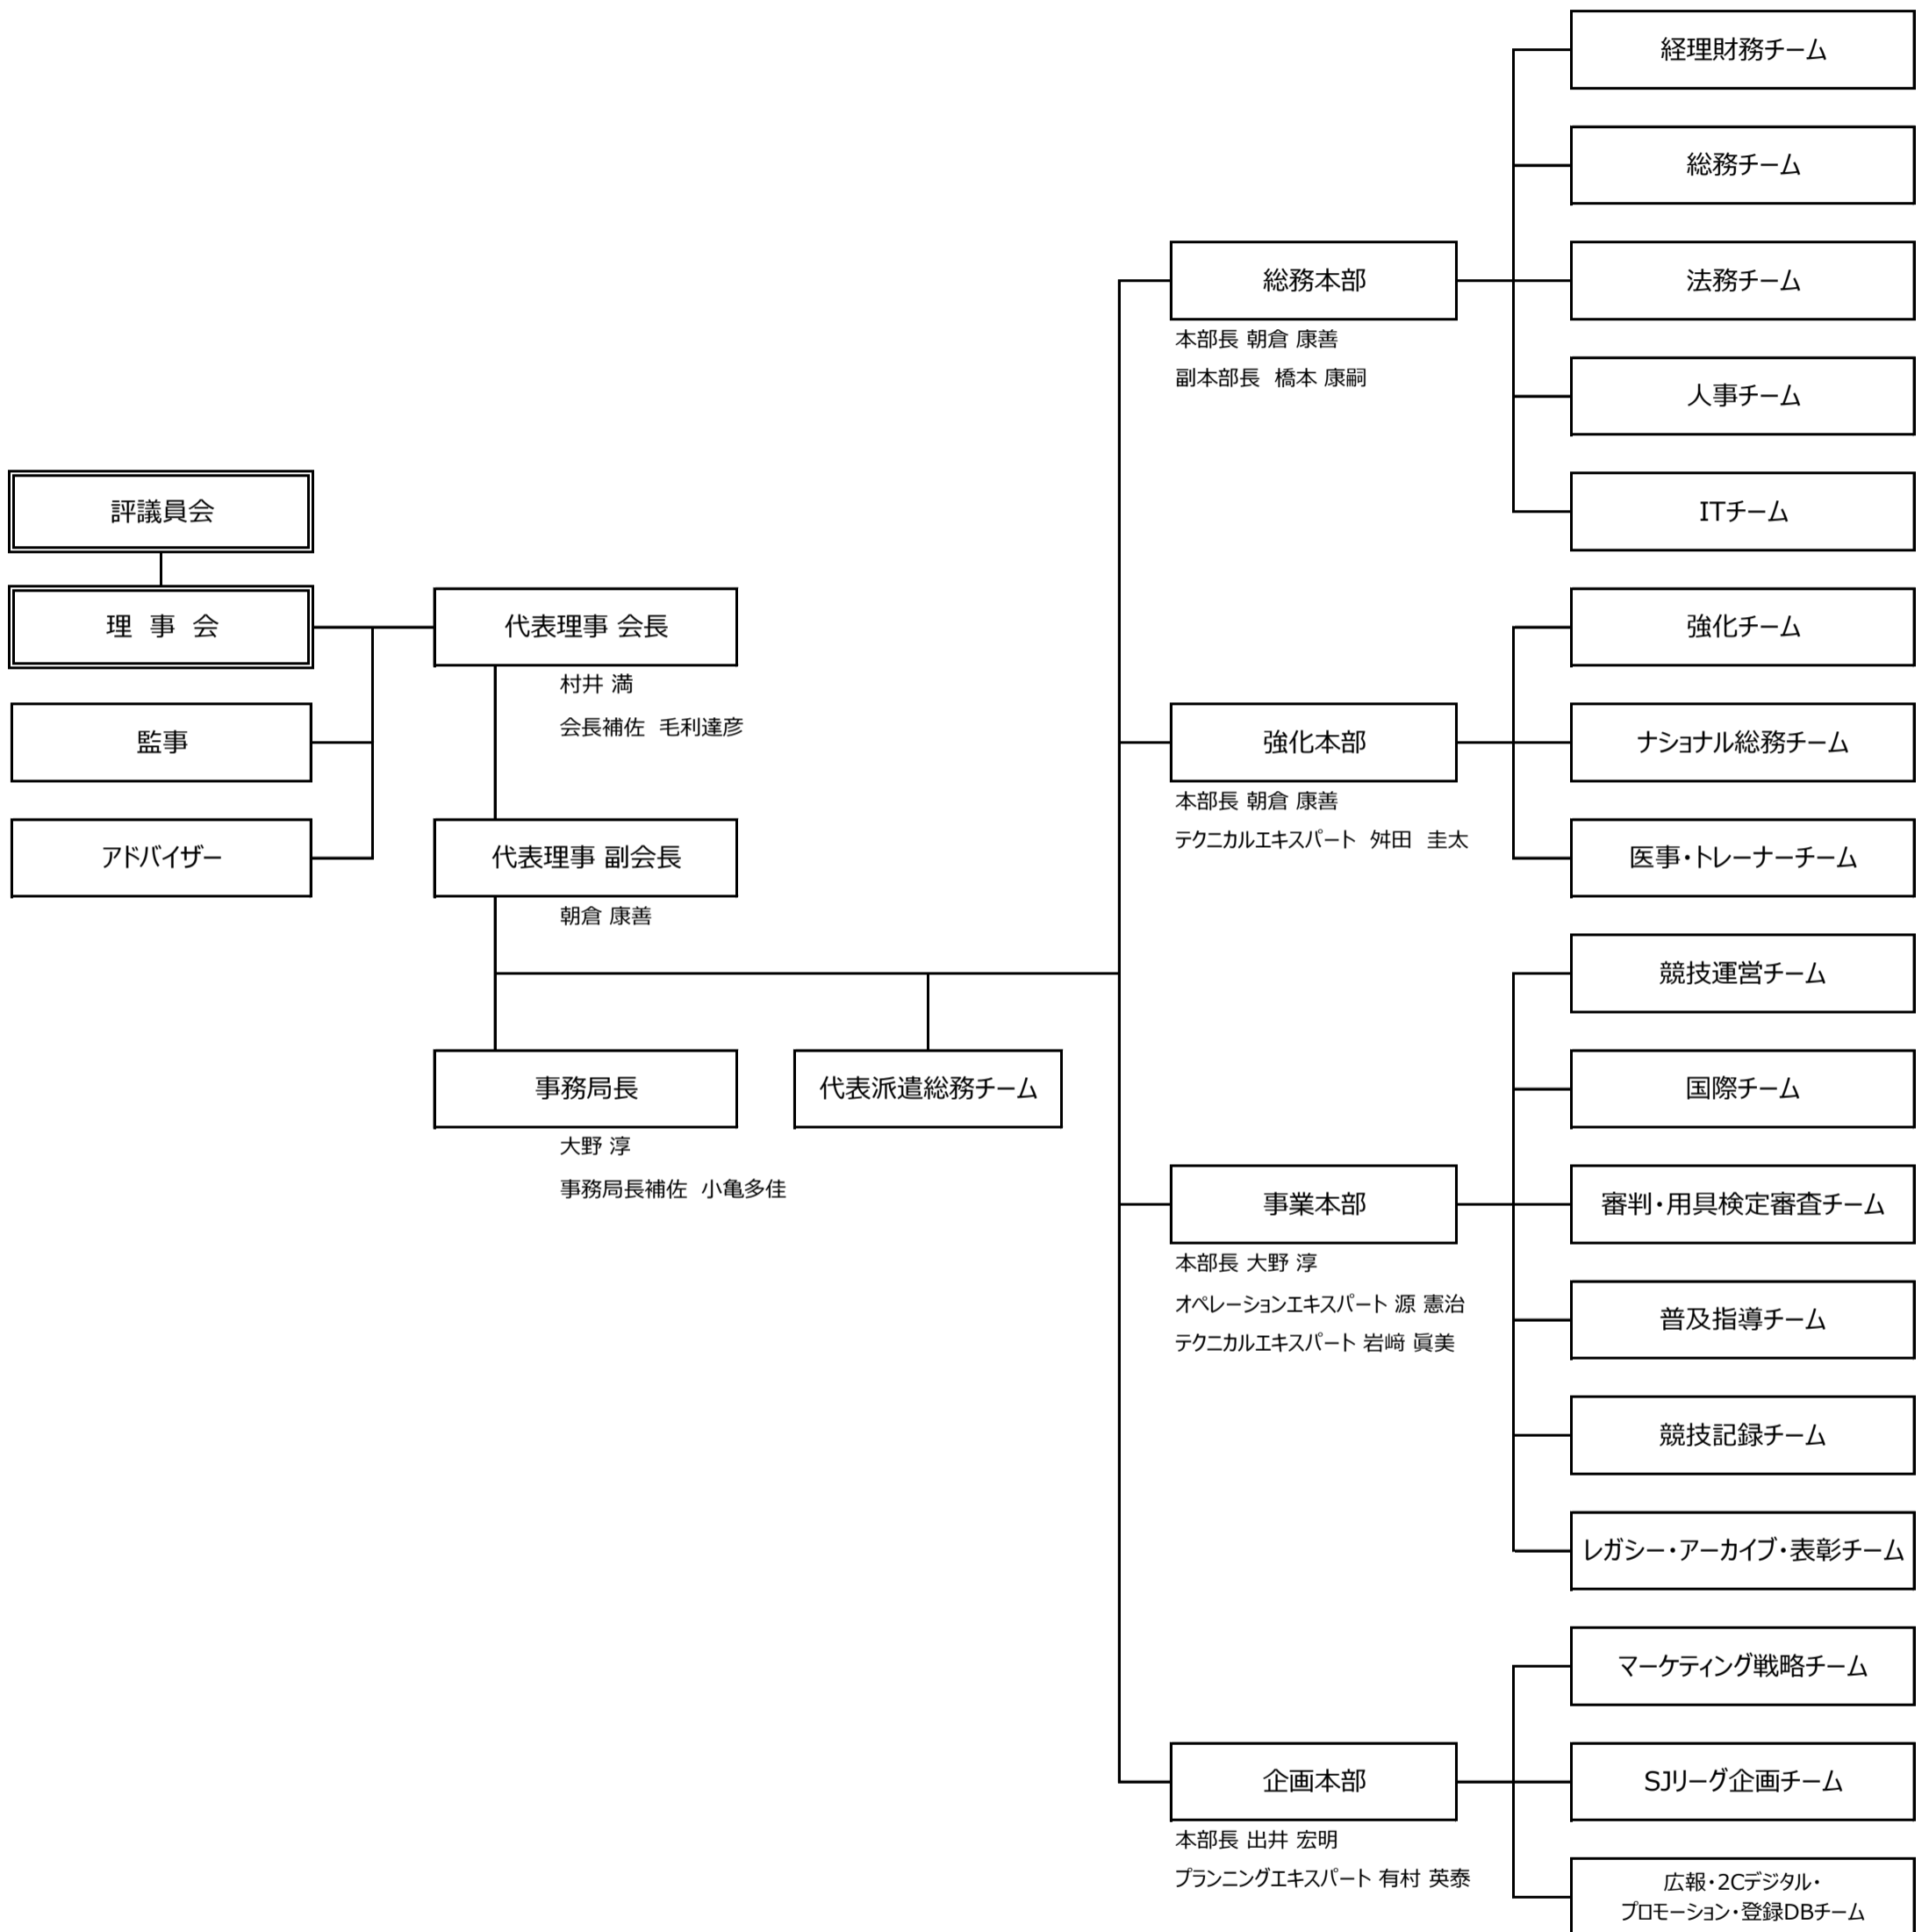 評議員会
理 事 会
監事
アドバイザー
代表理事 会長
村井 満
会長補佐 毛利達彦
代表理事 副会長
朝倉 康善
事務局長
大野 淳
事務局長補佐 小亀多佳
代表派遣総務チーム
総務本部
本部長 朝倉 康善
副本部長 橋本 康嗣
経理財務チーム
総務チーム
法務チーム
人事チーム
ITチーム
強化本部
本部長 朝倉 康善
テクニカルエキスパート 舛田 圭太
強化チーム
ナショナル総務チーム
医事・トレーナーチーム
事業本部
本部長 大野 淳
オペレーションエキスパート 源 憲治
テクニカルエキスパート 岩﨑 眞美
競技運営チーム
国際チーム
審判・用具検定審査チーム
普及指導チーム
競技記録チーム
レガシー・アーカイブ・表彰チーム
企画本部
本部長 出井 宏明
プランニングエキスパート 有村 英泰
マーケティング戦略チーム
SJリーグ企画チーム
広報・2Cデジタル・
プロモーション・登録DBチーム